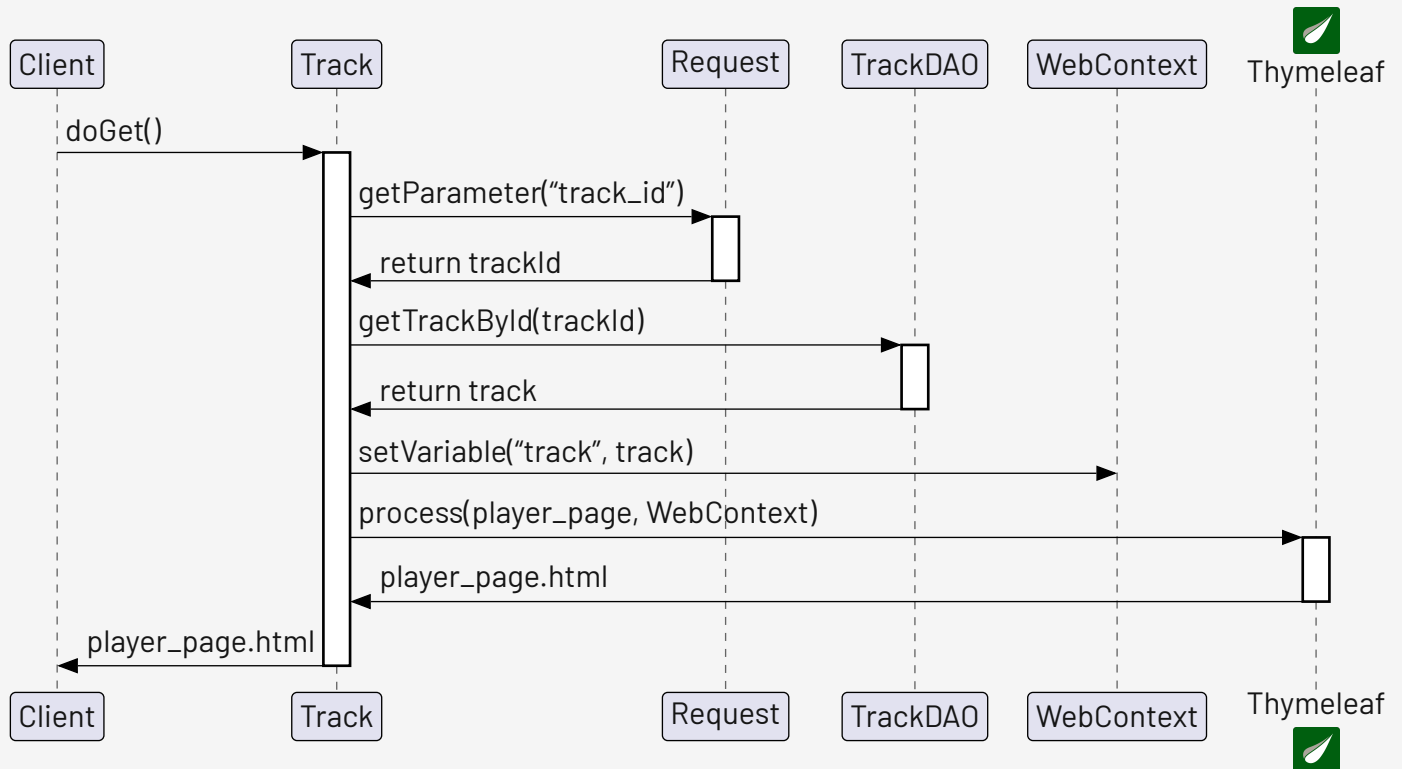 Client
Track
Request
TrackDAO
WebContext
Thymeleaf
doGet()
getParameter(“track_id”)
return trackId
getTrackById(trackId)
return track
setVariable(“track”, track)
process(player_page, WebContext)
player_page.html
player_page.html
Client
Track
Request
TrackDAO
WebContext
Thymeleaf